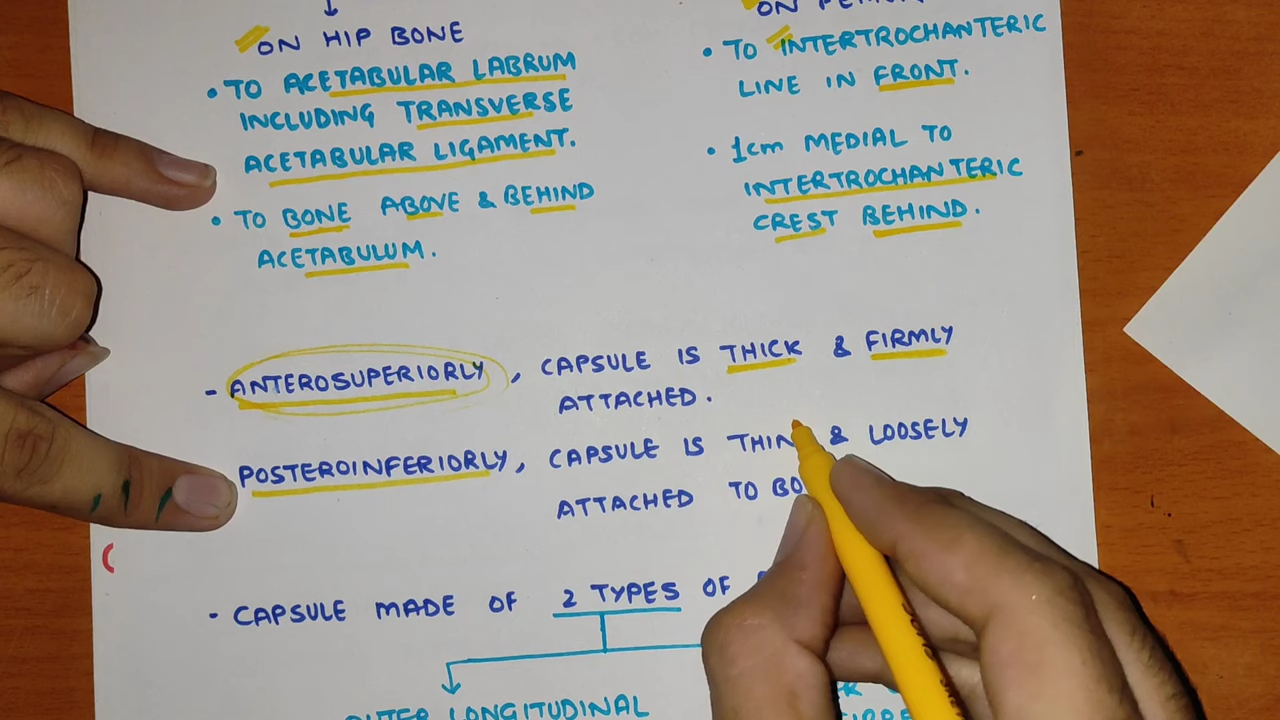 ON HIP BONE
• TO ACETABULAR LABRUM
INCLUDING TRANSVERSE
ACETABULAR LIGAMENT.
• TO BONE ABOVE & BEHIND
ACETABULUM.
ON
• TO INTERTROCHANTERIC
LINE IN FRONT.
• 1cm MEDIAL TO
INTERTROCHANTERIC
CREST BEHIND.
- ANTEROSUPERIORLY, CAPSULE IS THICK & FIRMLY
ATTACHED.
POSTEROINFERIORLY, CAPSULE IS THIN & LOOSELY
ATTACHED TO BO
• CAPSULE MADE OF 2 TYPES OF
OUTER LONGITUDINAL